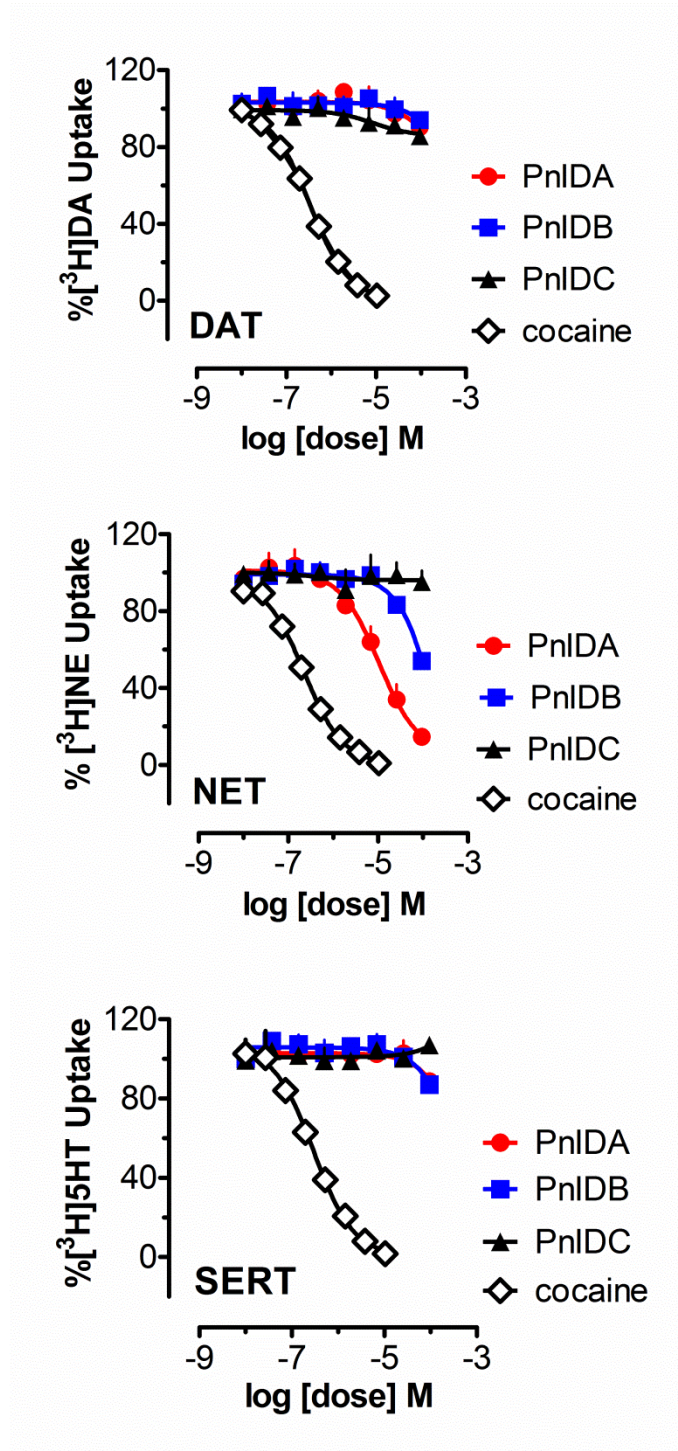 120
80
40
0
%[³H]DA Uptake
DAT
PnIDA
PnIDB
PnIDC
cocaine
-9 -7 -5 -3
log [dose] M
120
80
40
0
% [³H]NE Uptake
NET
PnIDA
PnIDB
PnIDC
cocaine
-9 -7 -5 -3
log [dose] M
120
80
40
0
%[³H]5HT Uptake
SERT
PnIDA
PnIDB
PnIDC
cocaine
-9 -7 -5 -3
log [dose] M